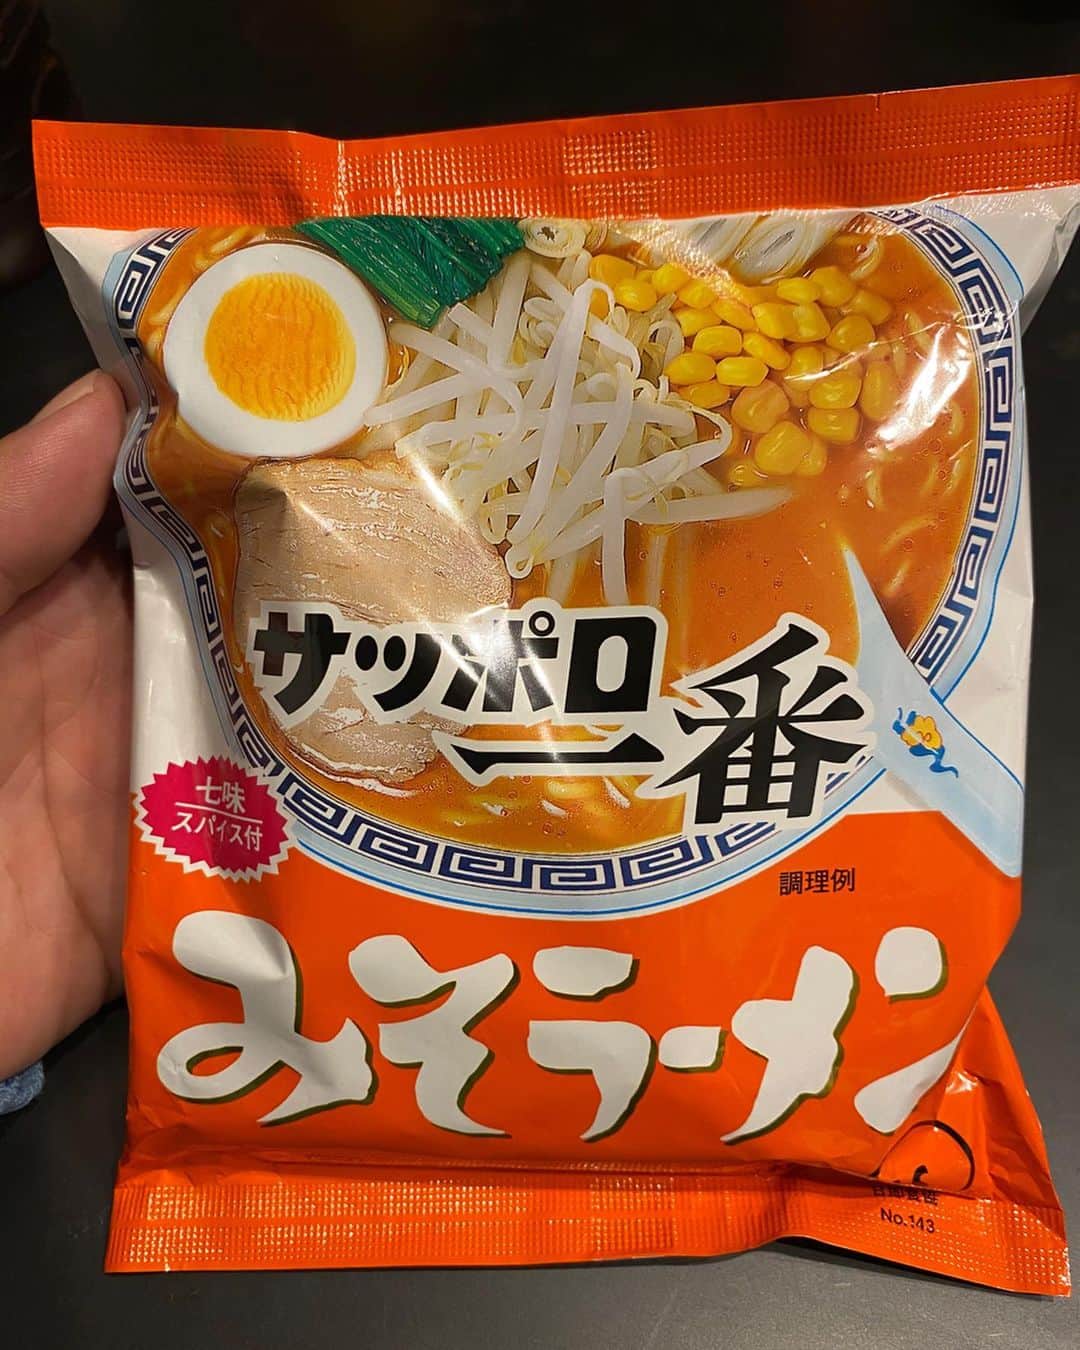 サッポロ
一番
七味
スパイス付
調理例
みそラーメン
No.143